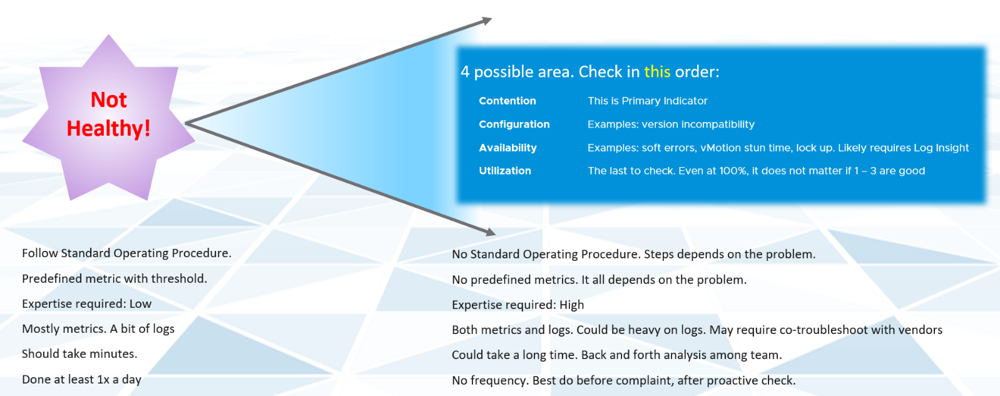 Not
Healthy!
4 possible area. Check in this order:
Contention This is Primary Indicator
Configuration Examples: version incompatibility
Availability Examples: soft errors, vMotion stun time, lock up. Likely requires Log Insight
Utilization The last to check. Even at 100%, it does not matter if 1 – 3 are good
Follow Standard Operating Procedure.
Predefined metric with threshold.
Expertise required: Low
Mostly metrics. A bit of logs
Should take minutes.
Done at least 1x a day
No Standard Operating Procedure. Steps depends on the problem.
No predefined metrics. It all depends on the problem.
Expertise required: High
Both metrics and logs. Could be heavy on logs. May require co-troubleshoot with vendors
Could take a long time. Back and forth analysis among team.
No frequency. Best do before complaint, after proactive check.